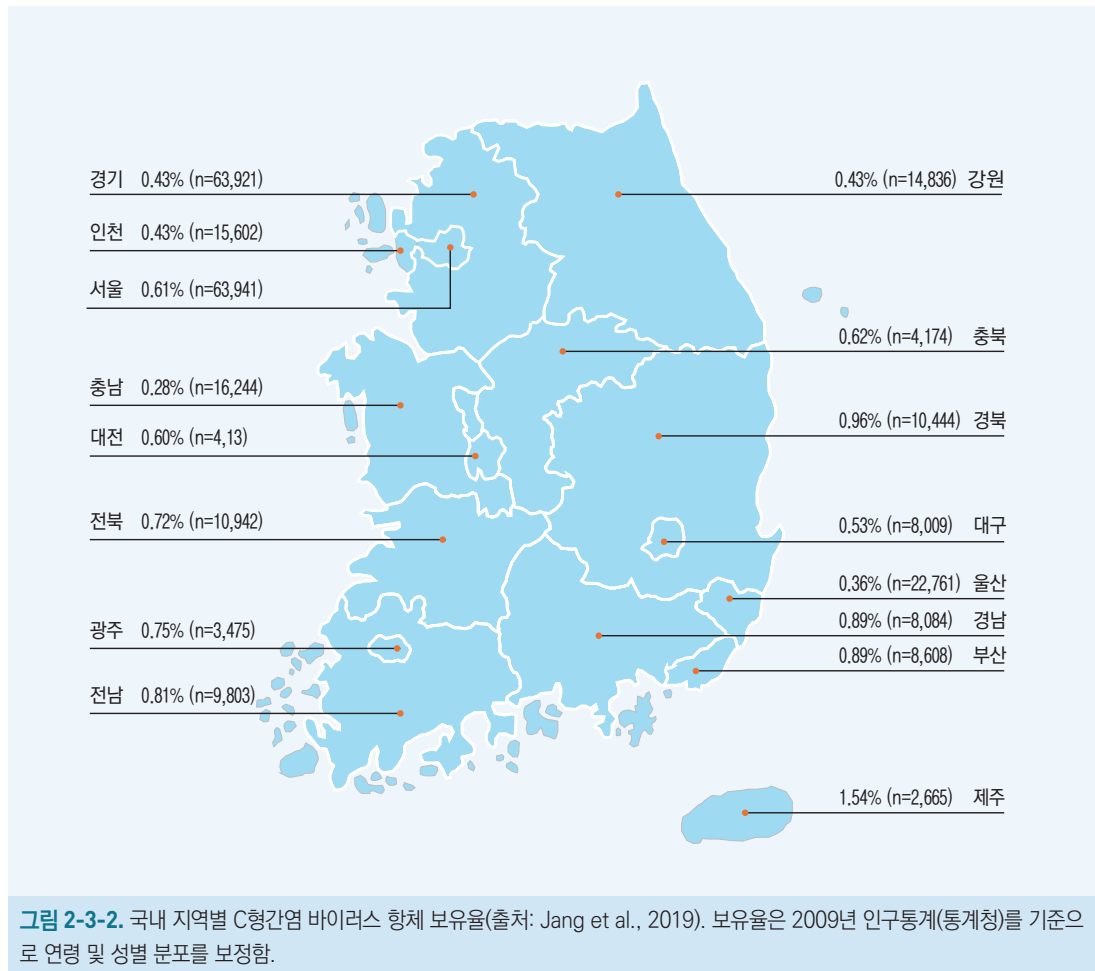 경기 0.43% (n=63,921)
인천 0.43% (n=15,602)
서울 0.61% (n=63,941)
충남 0.28% (n=16,244)
대전 0.60% (n=4,13)
전북 0.72% (n=10,942)
광주 0.75% (n=3,475)
전남 0.81% (n=9,803)
0.43% (n=14,836) 강원
0.62% (n=4,174) 충북
0.96% (n=10,444) 경북
0.53% (n=8,009) 대구
0.36% (n=22,761) 울산
0.89% (n=8,084) 경남
0.89% (n=8,608) 부산
1.54% (n=2,665) 제주
그림 2-3-2. 국내 지역별 C형간염 바이러스 항체 보유율(출처: Jang et al., 2019). 보유율은 2009년 인구통계(통계청)를 기준으
로 연령 및 성별 분포를 보정함.